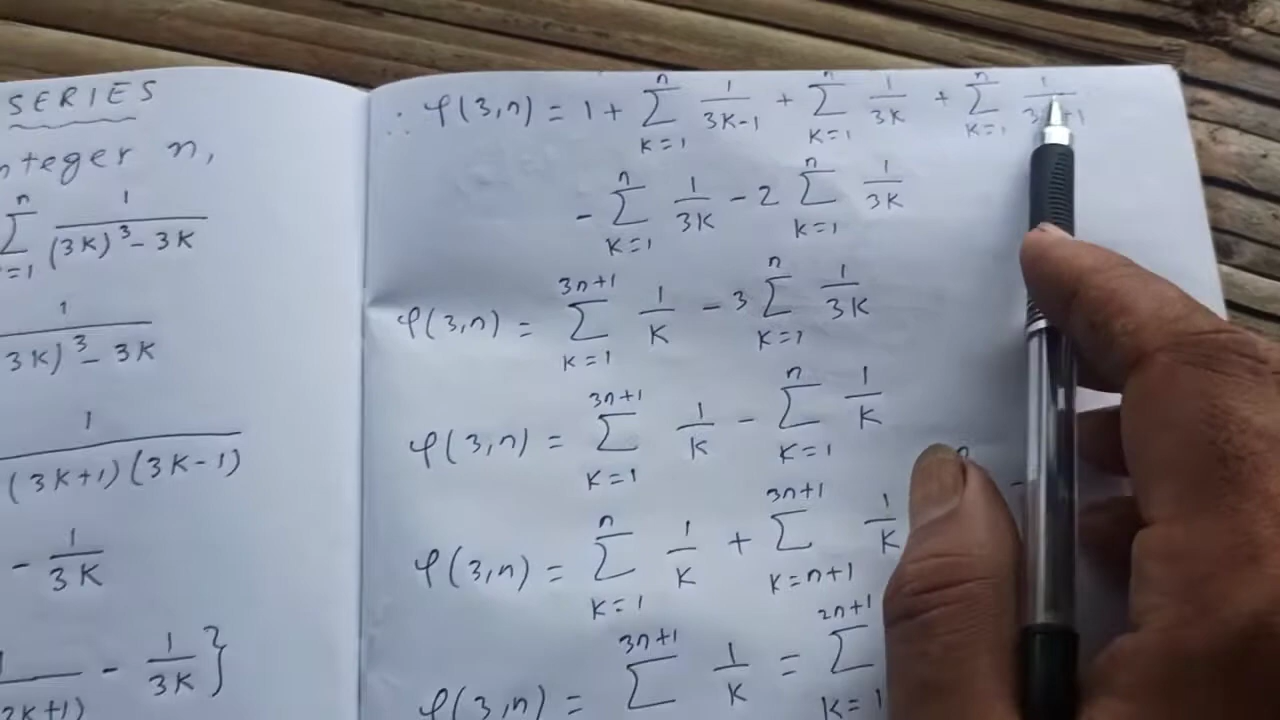 SERIES
nteger n,
∑_{k=1}^{n} 1/((3K)^3 - 3K)
1/(3K)^3 - 3K
1/((3K+1)(3K-1))
- 1/3K
- 1/3K }
∴ φ(3,n) = 1 + ∑_{K=1}^{n} 1/(3K-1) + ∑_{K=1}^{n} 1/3K + ∑_{K=1}^{n} 1/(3K+1)
- ∑_{K=1}^{n} 1/3K - 2 ∑_{K=1}^{n} 1/3K
φ(3,n) = ∑_{K=1}^{3n+1} 1/K - 3 ∑_{K=1}^{n} 1/3K
φ(3,n) = ∑_{K=1}^{3n+1} 1/K - ∑_{K=1}^{n} 1/K
φ(3,n) = ∑_{K=1}^{n} 1/K + ∑_{K=n+1}^{3n+1} 1/K -
φ(3,n) = ∑^{3n+1} 1/K = ∑_{K=1}^{2n+1}